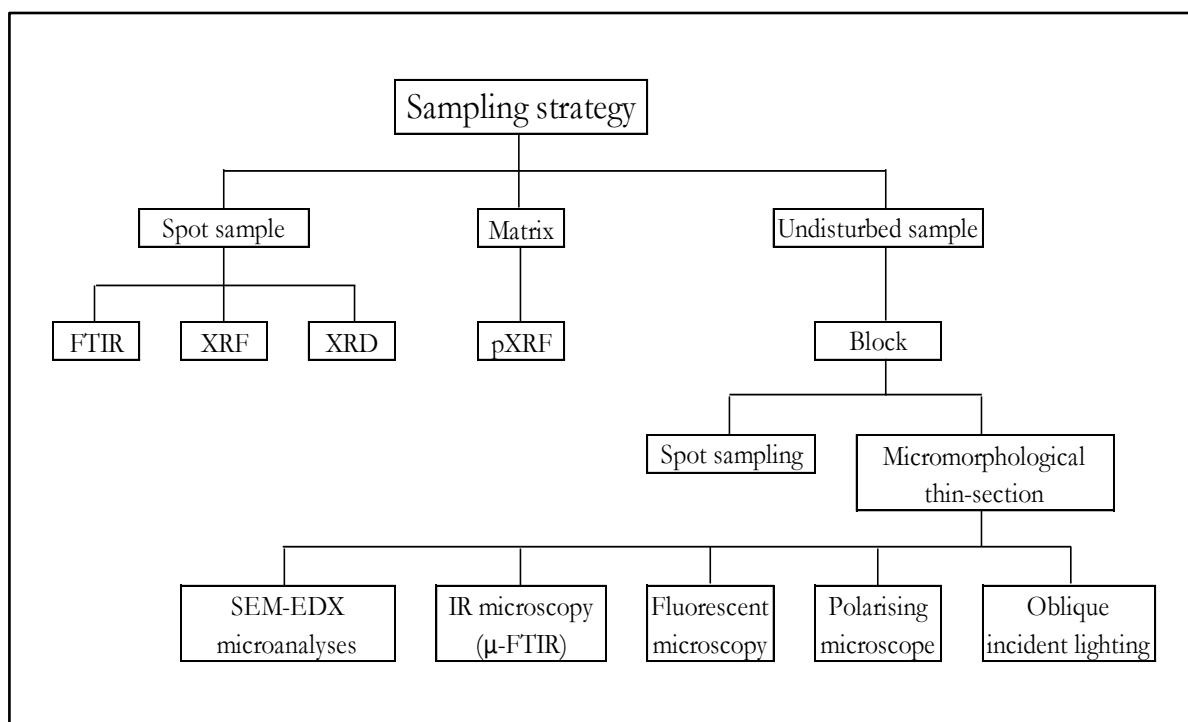 Sampling strategy
Spot sample
Matrix
Undisturbed sample
FTIR
XRF
XRD
pXRF
Block
Spot sampling
Micromorphological
thin-section
SEM-EDX
microanalyses
IR microscopy
(μ-FTIR)
Fluorescent
microscopy
Polarising
microscope
Oblique
incident lighting